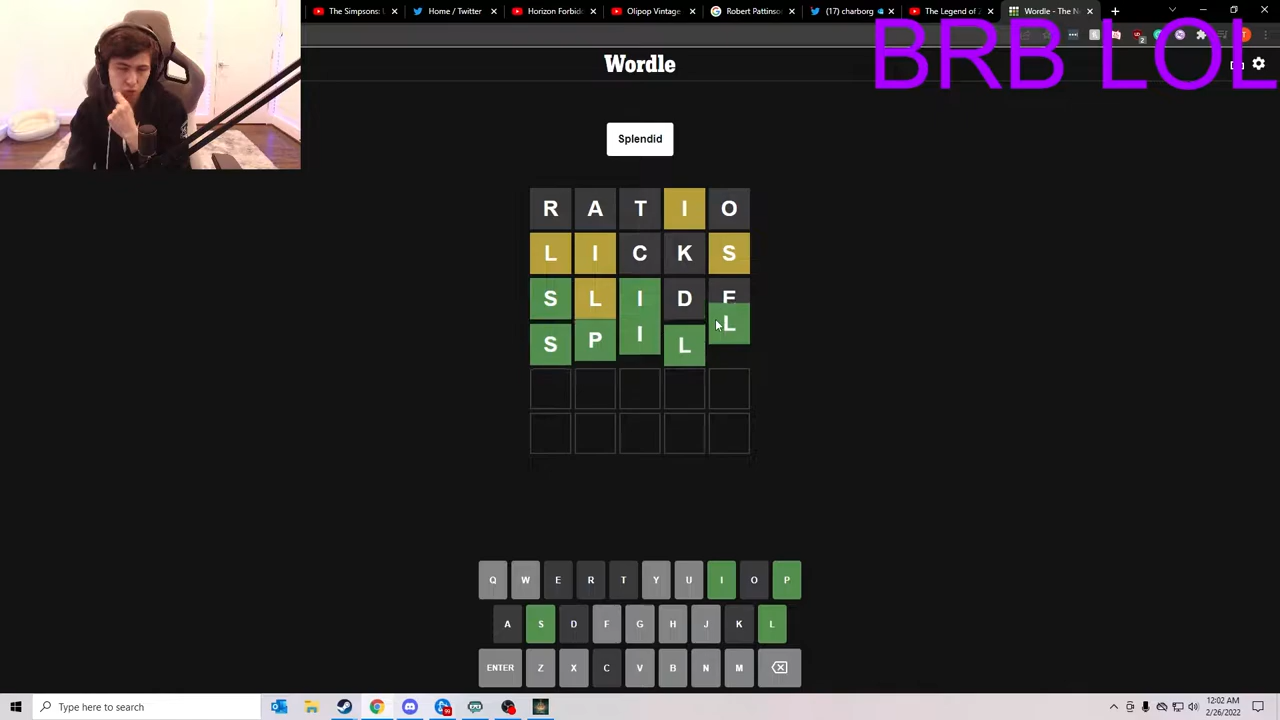 The Simpsons:
Home / Twitter
Horizon Forbidd
Olipop Vintage
Robert Pattinso
(17) charborg
The Legend of
Wordle - The N
BRB LOL
Wordle
Splendid
R A T I O
L I C K S
S L I D E
S P I L L
Q W E R T Y U I O P
A S D F G H J K L
ENTER Z X C V B N M
Type here to search
12:02 AM
2/26/2022